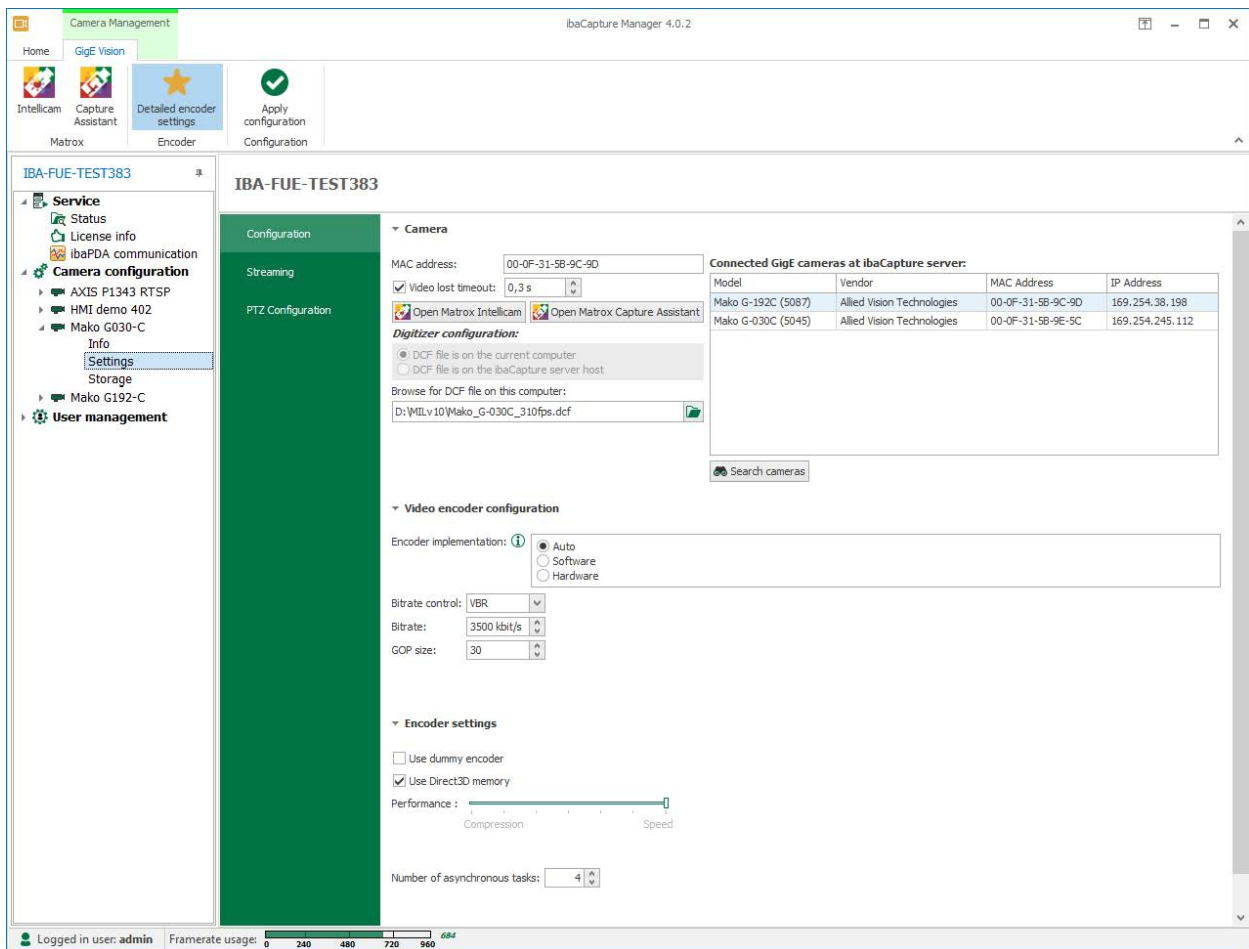 Camera Management
ibaCapture Manager 4.0.2
Home GigE Vision
Intellicam Capture Assistant Detailed encoder settings Apply configuration
Matrox Encoder Configuration
IBA-FUE-TEST383
Service
Status
License info
ibaPDA communication
Camera configuration
AXIS P1343 RTSP
HMI demo 402
Mako G030-C
Info
Settings
Storage
Mako G192-C
User management
IBA-FUE-TEST383
Configuration
Streaming
PTZ Configuration
Camera
MAC address: 00-0F-31-5B-9C-9D
Video lost timeout: 0,3 s
Open Matrox Intellicam Open Matrox Capture Assistant
Digitizer configuration:
DCF file is on the current computer
DCF file is on the ibaCapture server host
Browse for DCF file on this computer:
D:\MILv10\Mako_G-030C_310fps.dcf
Connected GigE cameras at ibaCapture server:
Model Vendor MAC Address IP Address
Mako G-192C (5087) Allied Vision Technologies 00-0F-31-5B-9C-9D 169.254.38.198
Mako G-030C (5045) Allied Vision Technologies 00-0F-31-5B-9E-5C 169.254.245.112
Search cameras
Video encoder configuration
Encoder implementation:
Auto
Software
Hardware
Bitrate control: VBR
Bitrate: 3500 kbit/s
GOP size: 30
Encoder settings
Use dummy encoder
Use Direct3D memory
Performance :
Compression Speed
Number of asynchronous tasks: 4
Logged in user: admin Framerate usage: 684
0 240 480 720 960